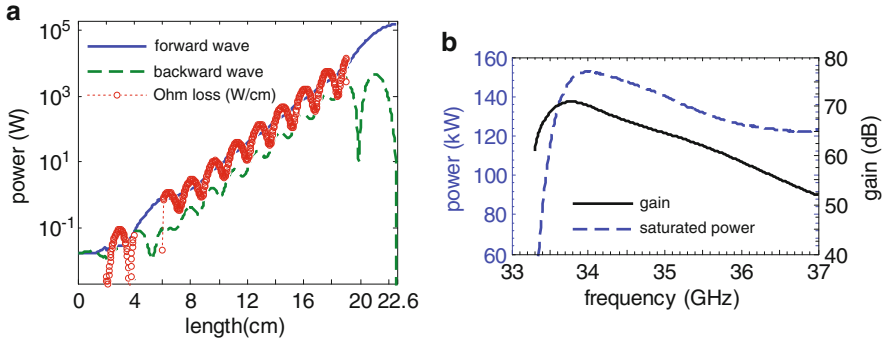 a
10^5
10^3
10^1
10^-1
power (W)
forward wave
backward wave
Ohm loss (W/cm)
0 4 8 12 16 20 22.6
length(cm)
b
160
140
120
100
80
60
power (kW)
80
70
60
50
40
gain (dB)
gain
saturated power
33 34 35 36 37
frequency (GHz)